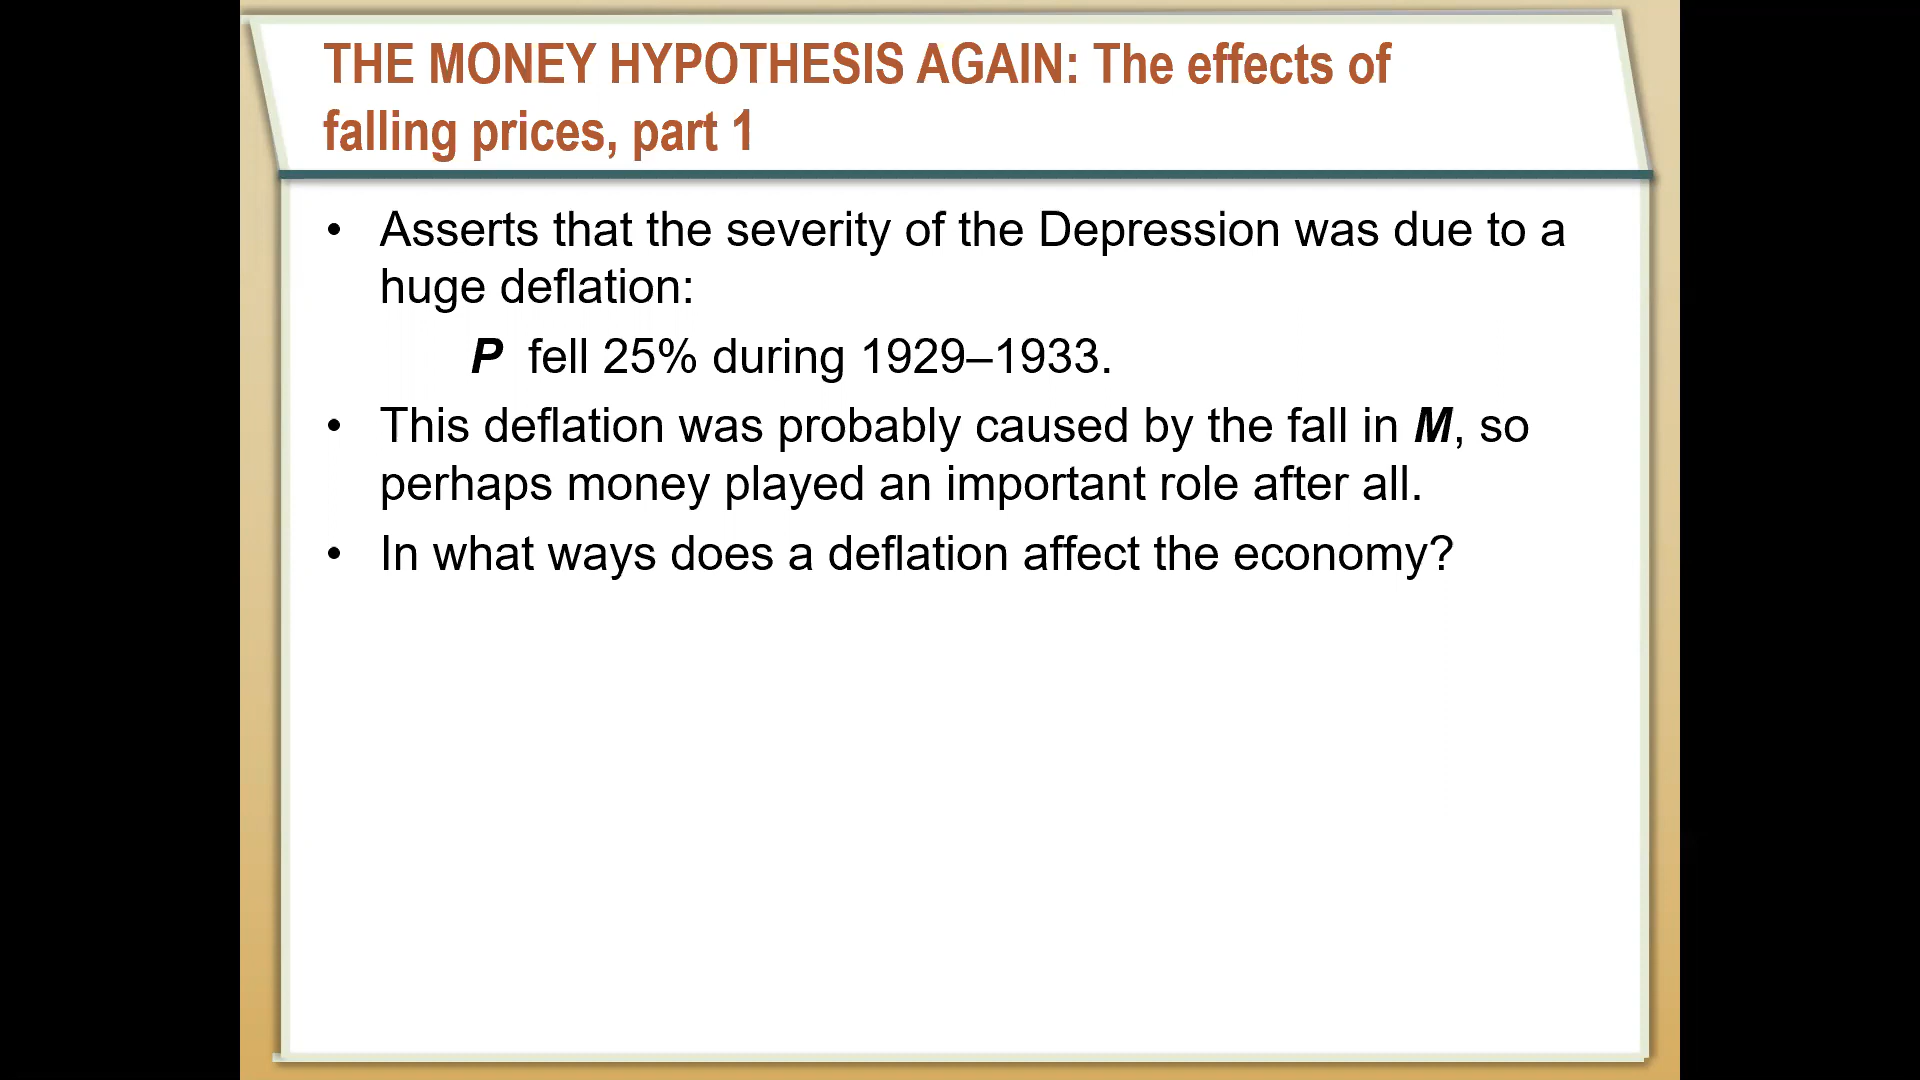 THE MONEY HYPOTHESIS AGAIN: The effects of
falling prices, part 1
• Asserts that the severity of the Depression was due to a
huge deflation:
P fell 25% during 1929–1933.
• This deflation was probably caused by the fall in M, so
perhaps money played an important role after all.
• In what ways does a deflation affect the economy?